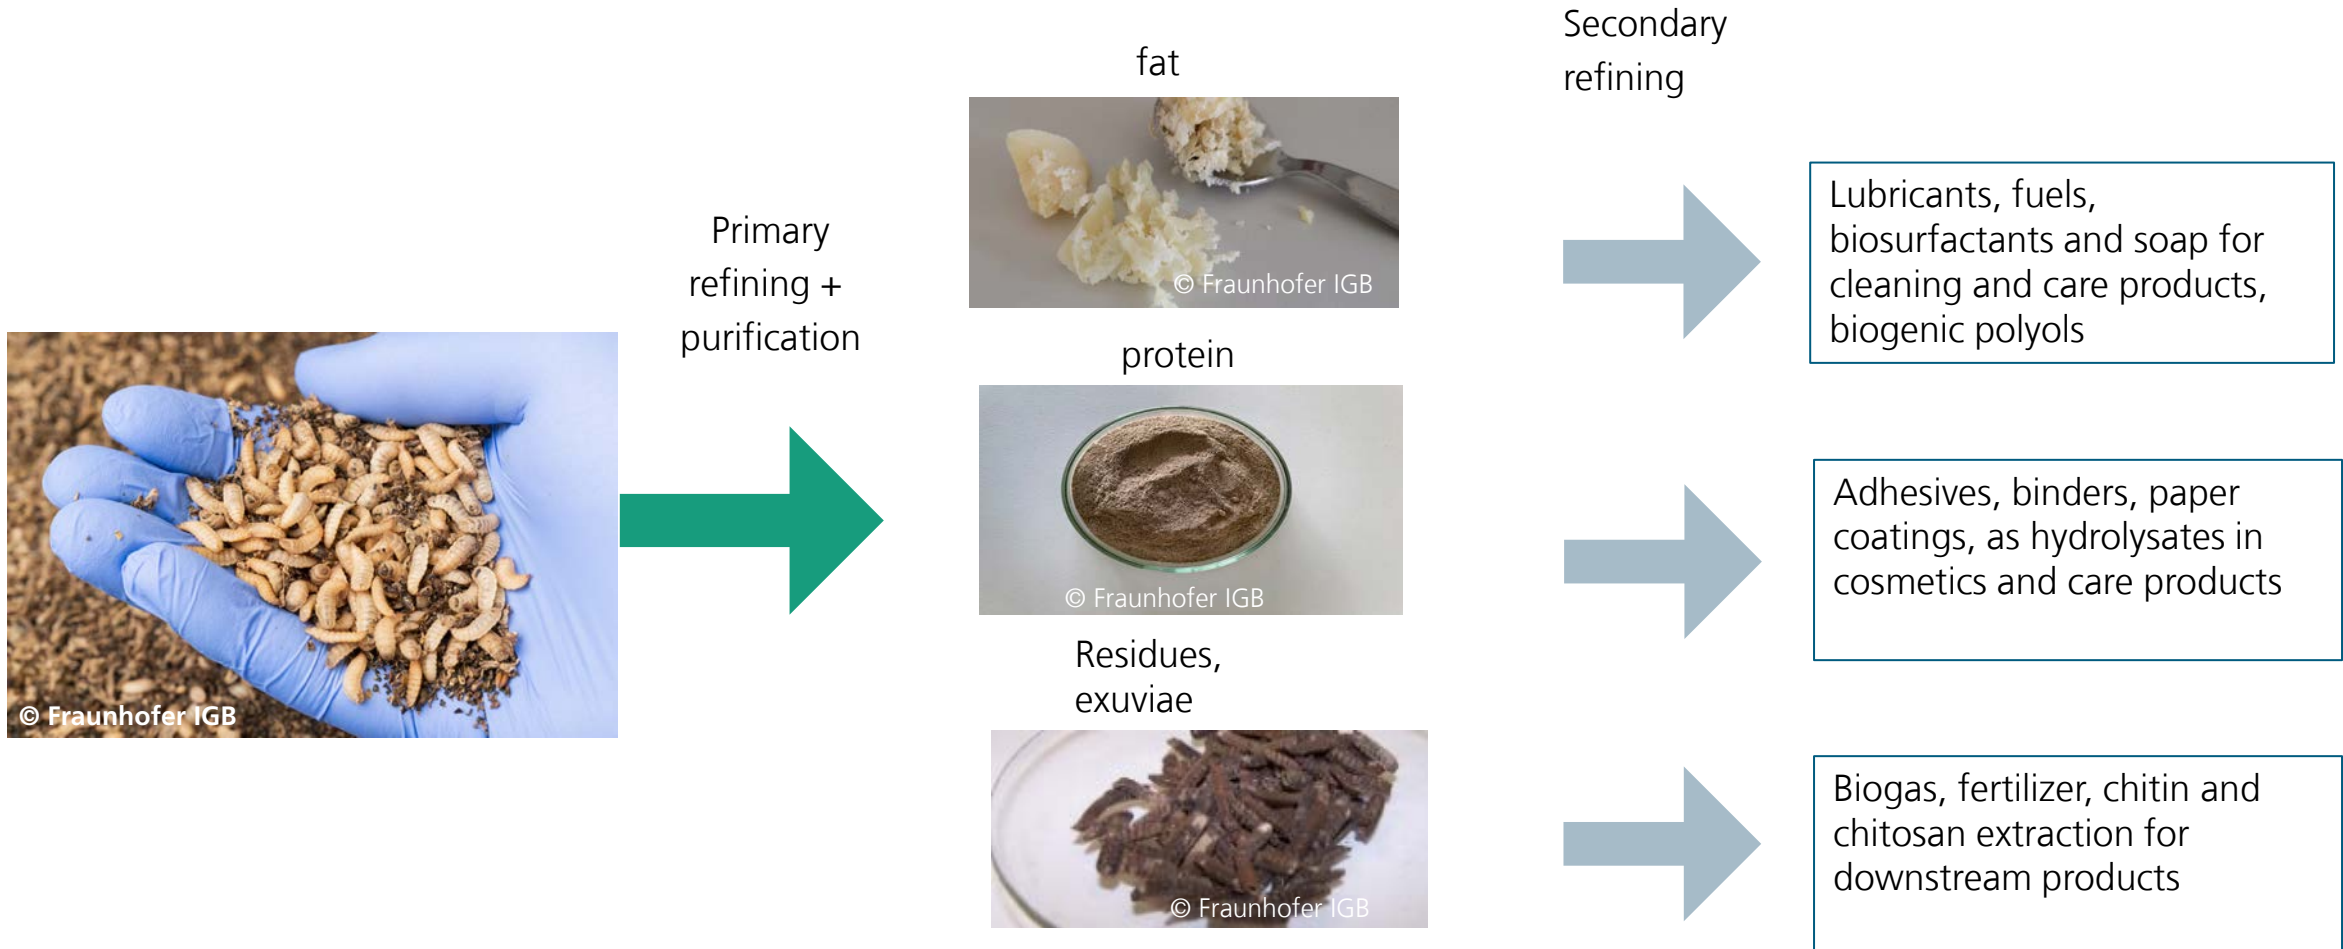 © Fraunhofer IGB
Primary
refining +
purification
fat
© Fraunhofer IGB
protein
© Fraunhofer IGB
Residues,
exuviae
© Fraunhofer IGB
Secondary
refining
Lubricants, fuels,
biosurfactants and soap for
cleaning and care products,
biogenic polyols
Adhesives, binders, paper
coatings, as hydrolysates in
cosmetics and care products
Biogas, fertilizer, chitin and
chitosan extraction for
downstream products